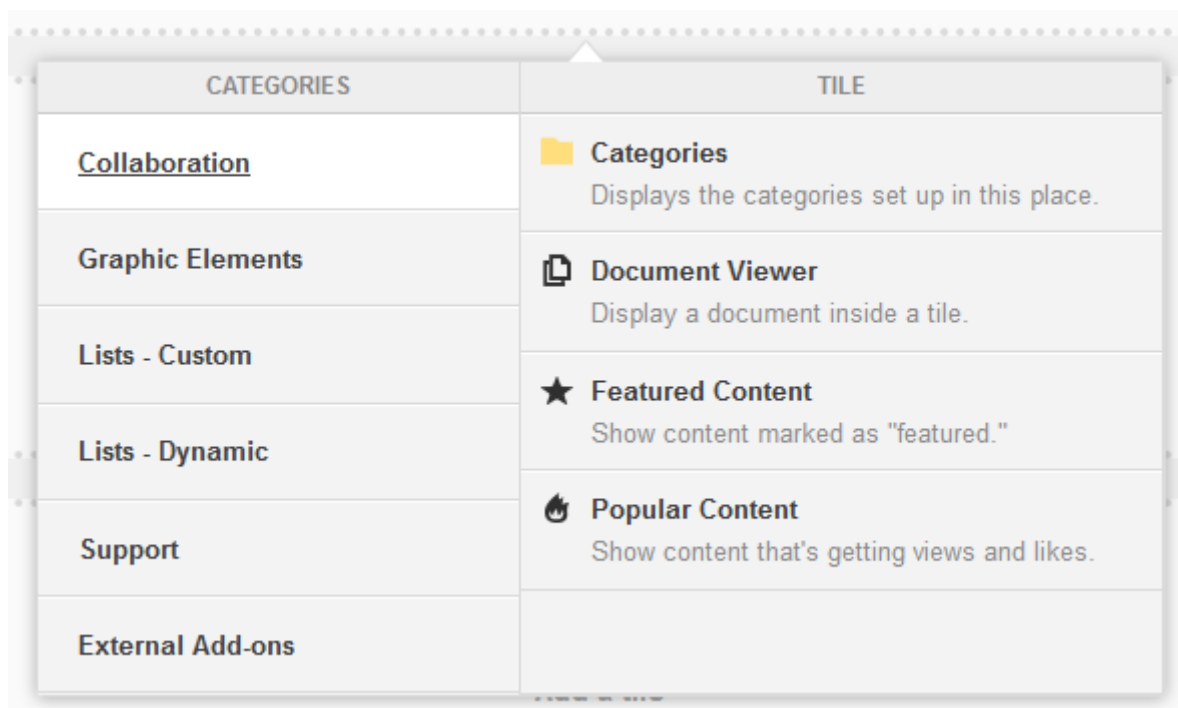 CATEGORIES
TILE
Collaboration
Graphic Elements
Lists - Custom
Lists - Dynamic
Support
External Add-ons
Categories
Displays the categories set up in this place.
Document Viewer
Display a document inside a tile.
Featured Content
Show content marked as "featured."
Popular Content
Show content that's getting views and likes.